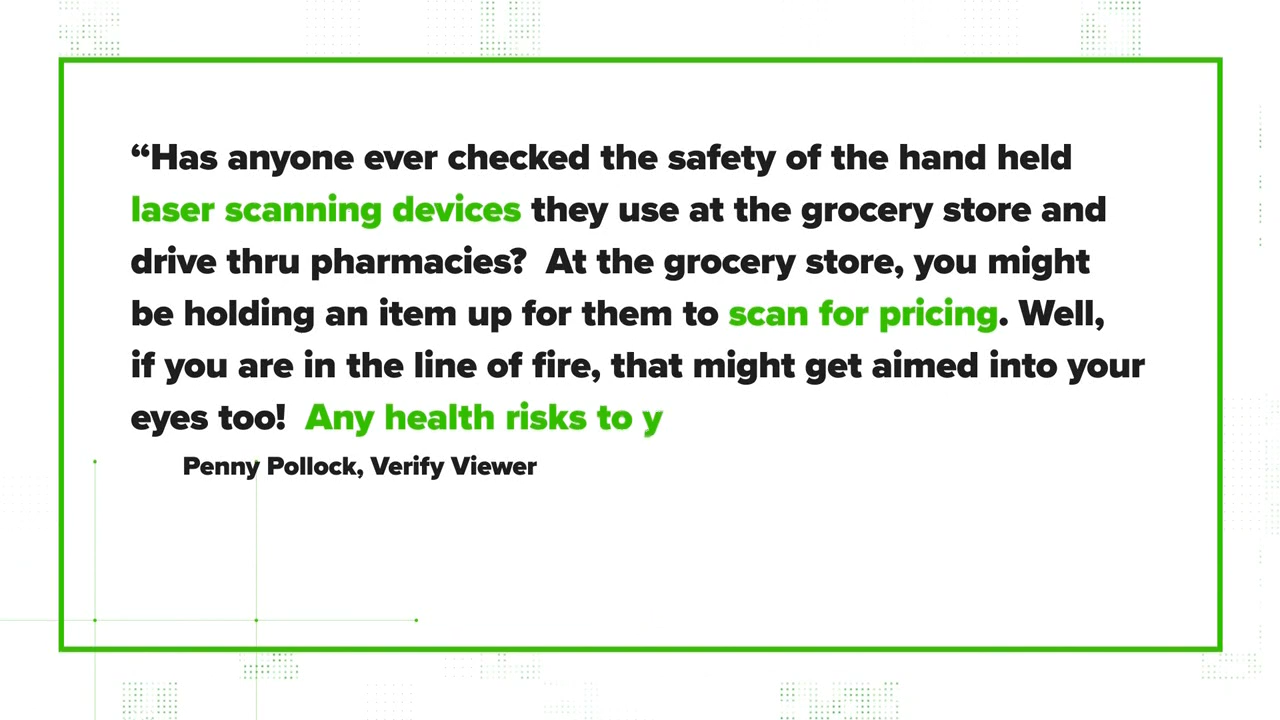 “Has anyone ever checked the safety of the hand held
laser scanning devices they use at the grocery store and
drive thru pharmacies?  At the grocery store, you might
be holding an item up for them to scan for pricing. Well,
if you are in the line of fire, that might get aimed into your
eyes too!  Any health risks to y
Penny Pollock, Verify Viewer